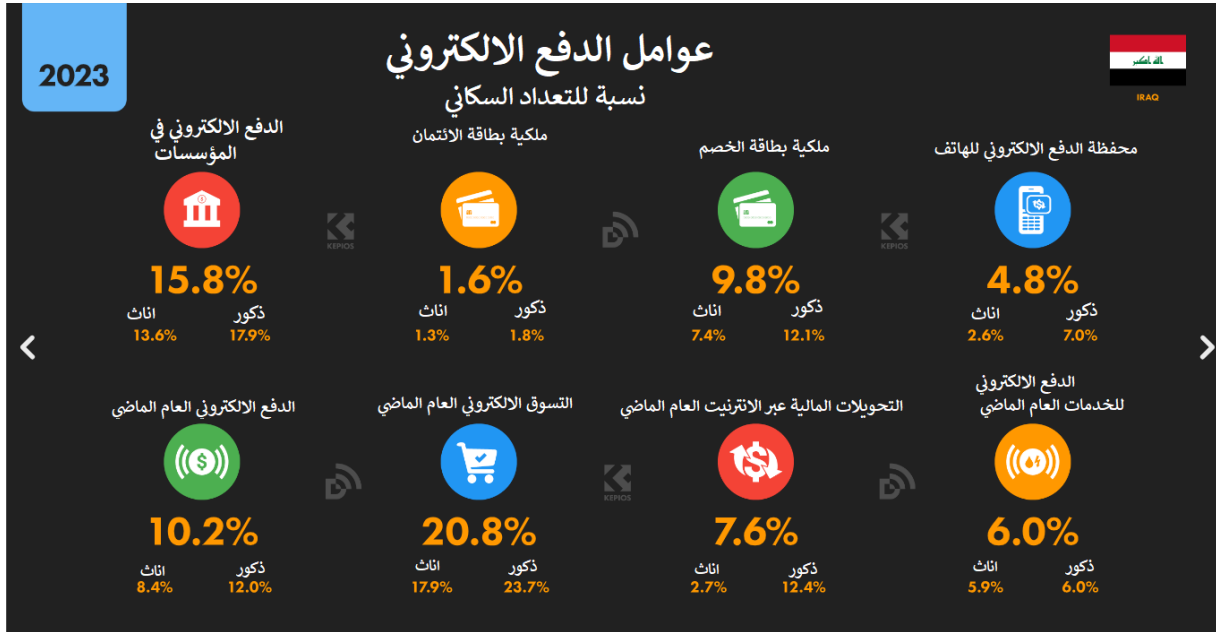 2023
عوامل الدفع الالكتروني
نسبة للتعداد السكاني
IRAQ
محفظة الدفع الالكتروني للهاتف
4.8%
ذكور
اناث
7.0%
2.6%
ملكية بطاقة الخصم
9.8%
ذكور
اناث
12.1%
7.4%
ملكية بطاقة الائتمان
1.6%
ذكور
اناث
1.8%
1.3%
الدفع الالكتروني في
المؤسسات
15.8%
ذكور
اناث
17.9%
13.6%
KEPIOS
KEPIOS
الدفع الالكتروني
للخدمات العام الماضي
6.0%
ذكور
اناث
6.0%
5.9%
التحويلات المالية عبر الانترنيت العام الماضي
7.6%
ذكور
اناث
12.4%
2.7%
التسوق الالكتروني العام الماضي
20.8%
ذكور
اناث
23.7%
17.9%
الدفع الالكتروني العام الماضي
10.2%
ذكور
اناث
12.0%
8.4%
KEPIOS